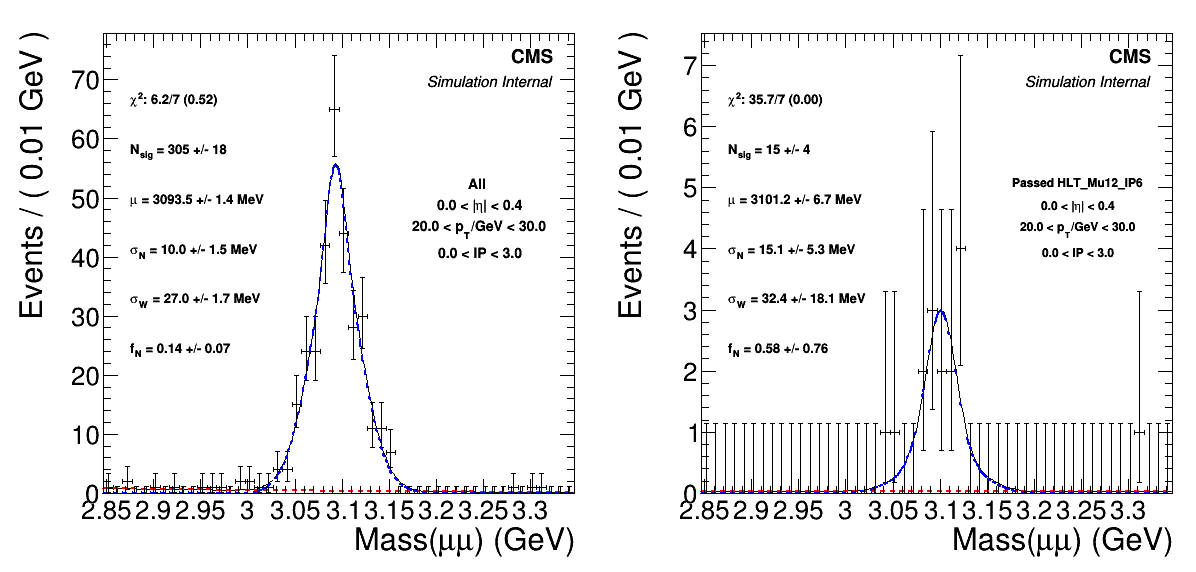 CMS
Simulation Internal
χ²: 6.2/7 (0.52)
N_sig = 305 +/- 18
μ = 3093.5 +/- 1.4 MeV
σ_N = 10.0 +/- 1.5 MeV
σ_W = 27.0 +/- 1.7 MeV
f_N = 0.14 +/- 0.07
All
0.0 < |η| < 0.4
20.0 < p_T/GeV < 30.0
0.0 < IP < 3.0
Events / ( 0.01 GeV )
70
60
50
40
30
20
10
0
2.85 2.9 2.95 3 3.05 3.1 3.15 3.2 3.25 3.3
Mass(μμ) (GeV)
CMS
Simulation Internal
χ²: 35.7/7 (0.00)
N_sig = 15 +/- 4
μ = 3101.2 +/- 6.7 MeV
σ_N = 15.1 +/- 5.3 MeV
σ_W = 32.4 +/- 18.1 MeV
f_N = 0.58 +/- 0.76
Passed HLT_Mu12_IP6
0.0 < |η| < 0.4
20.0 < p_T/GeV < 30.0
0.0 < IP < 3.0
Events / ( 0.01 GeV )
7
6
5
4
3
2
1
0
2.85 2.9 2.95 3 3.05 3.1 3.15 3.2 3.25 3.3
Mass(μμ) (GeV)